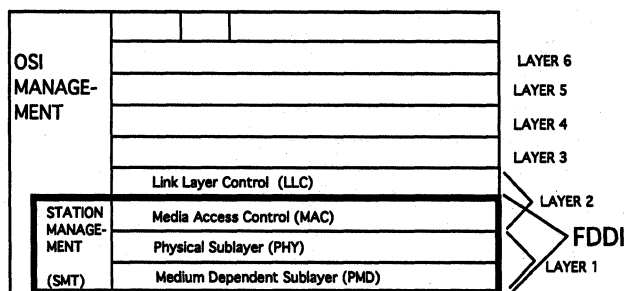 OSI
MANAGE-
MENT
LAYER 6
LAYER 5
LAYER 4
LAYER 3
Link Layer Control (LLC)
LAYER 2
STATION
MANAGE-
MENT
(SMT)
Media Access Control (MAC)
Physical Sublayer (PHY)
FDDI
LAYER 1
Medium Dependent Sublayer (PMD)